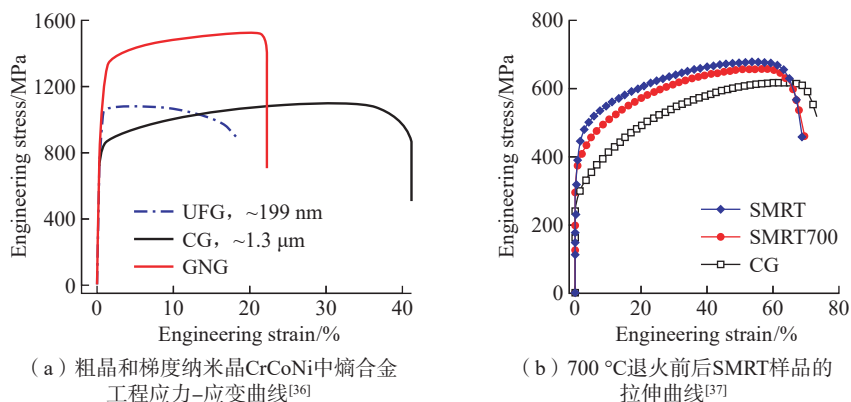 1600
1200
800
400
0
Engineering stress/MPa
UFG，~199 nm
CG，~1.3 μm
GNG
0 10 20 30 40
Engineering strain/%
（a）粗晶和梯度纳米晶CrCoNi中熵合金
工程应力–应变曲线[36]
800
600
400
200
0
Engineering stress/MPa
SMRT
SMRT700
CG
0 20 40 60 80
Engineering strain/%
（b）700 °C退火前后SMRT样品的
拉伸曲线[37]